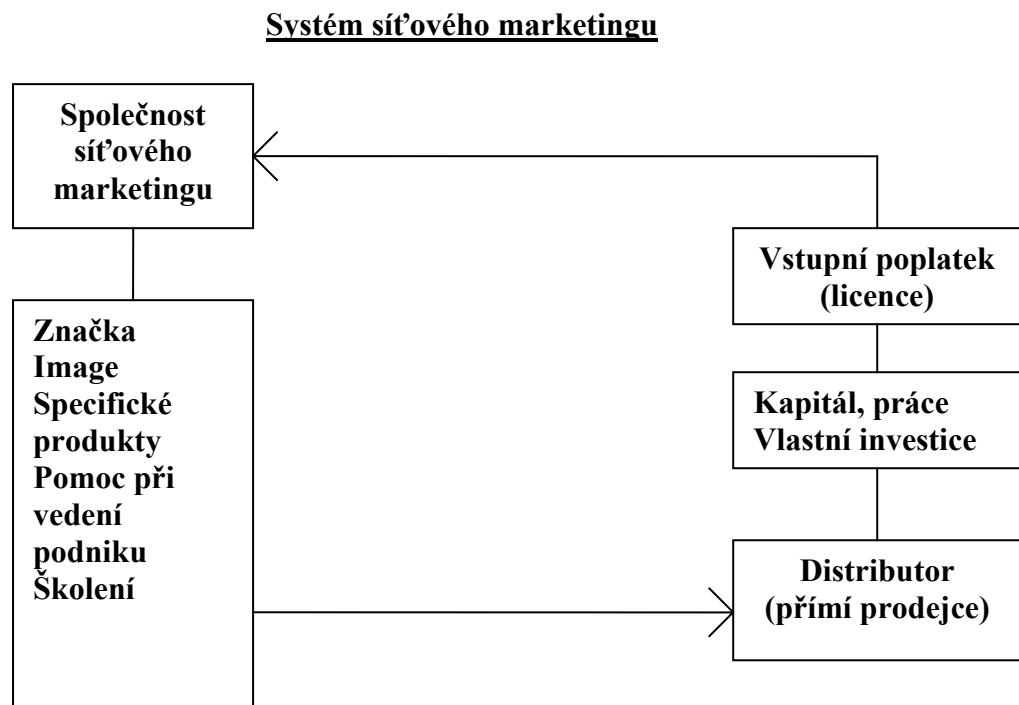 Systém síťového marketingu
Společnost
síťového
marketingu
Značka
Image
Specifické
produkty
Pomoc při
vedení
podniku
Školení
Vstupní poplatek
(licence)
Kapitál, práce
Vlastní investice
Distributor
(přímí prodejce)